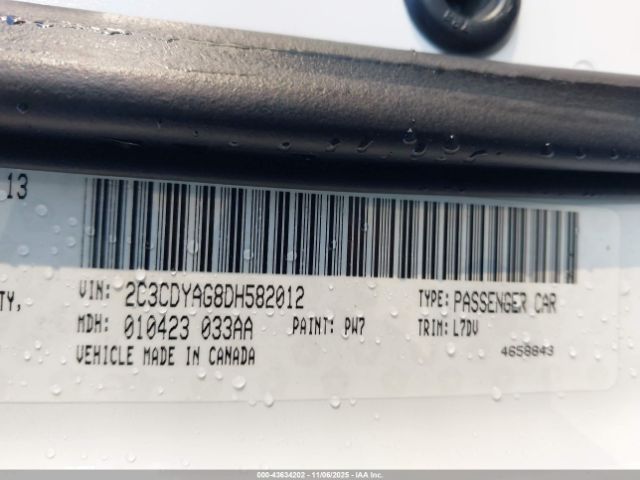 13
VIN: 2C3CDYAG8DH582012
TYPE: PASSENGER CAR
TY,
MDH: 010423 033AA
PAINT: PW7
TRIM: L7DV
VEHICLE MADE IN CANADA
4658843
000-43634202 - 11/06/2025 - IAA Inc.